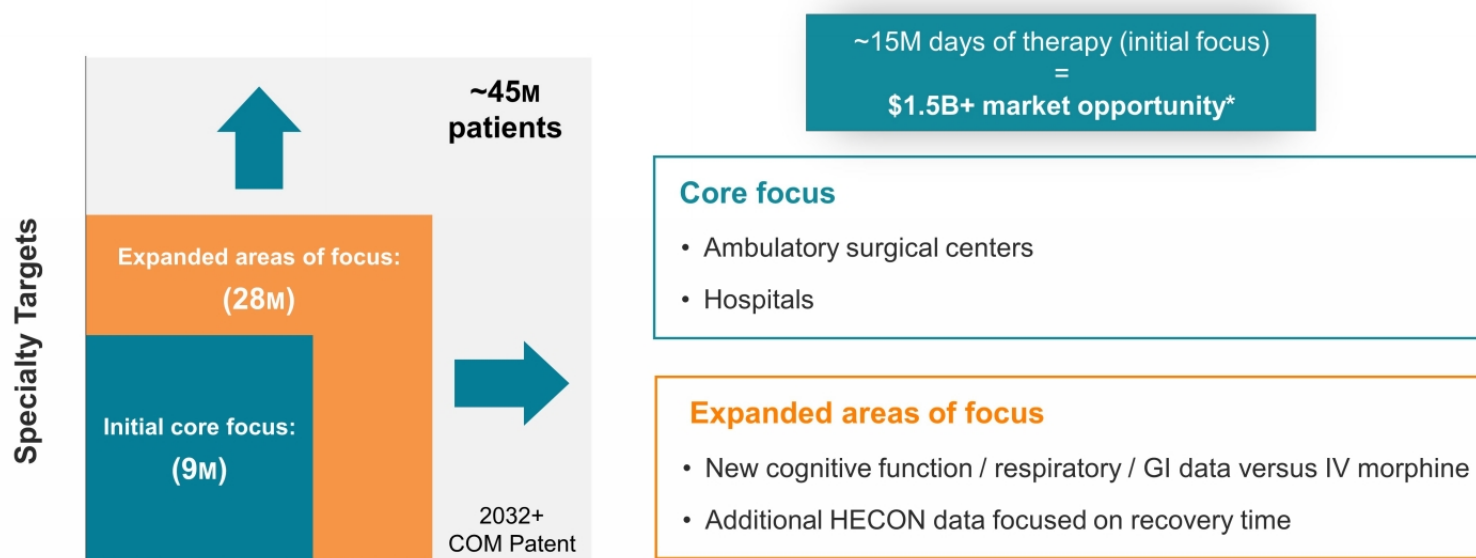 ~15M days of therapy (initial focus)
=
$1.5B+ market opportunity*
Specialty Targets
~45M
patients
Expanded areas of focus:
(28M)
Initial core focus:
(9M)
2032+
COM Patent
Core focus
• Ambulatory surgical centers
• Hospitals
Expanded areas of focus
• New cognitive function / respiratory / GI data versus IV morphine
• Additional HECON data focused on recovery time